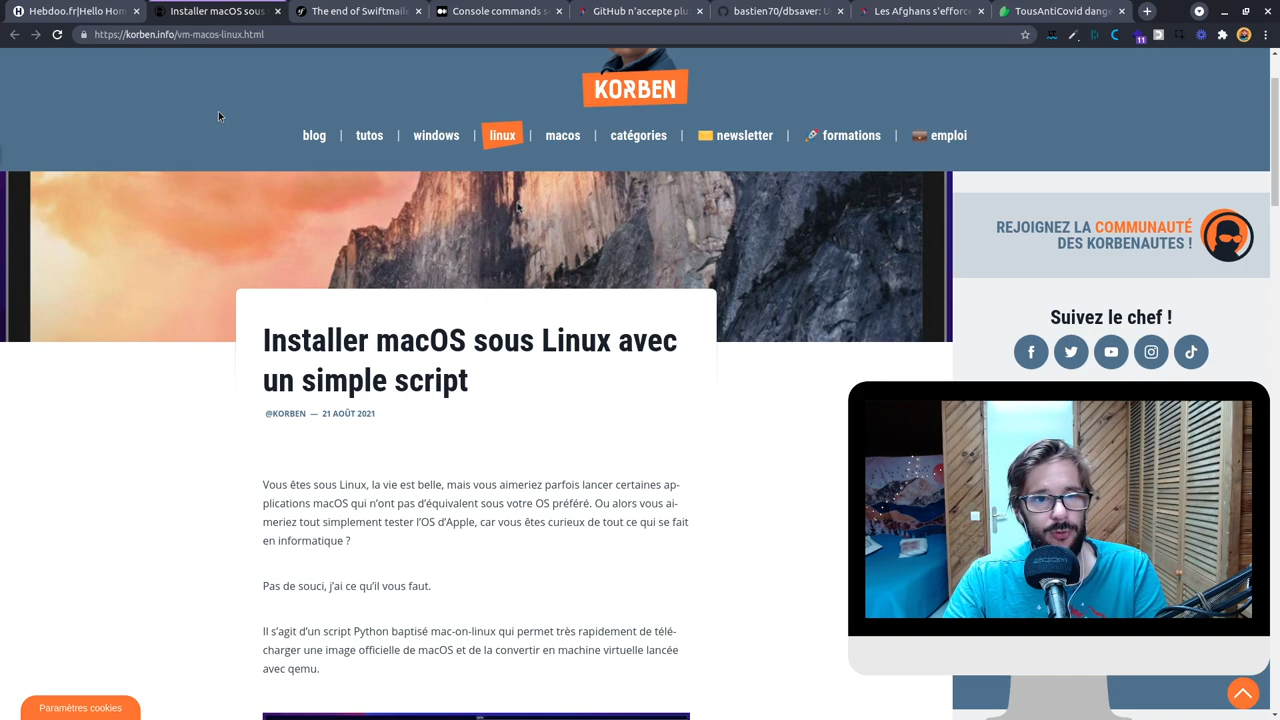 Hebdoo.fr|Hello Hom
Installer macOS sous
The end of Swiftmaile
Console commands s
GitHub n'accepte plu
bastien70/dbsaver: U
Les Afghans s'efforce
TousAntiCovid dange
https://korben.info/vm-macos-linux.html
11
KORBEN
blog | tutos | windows | linux | macos | catégories | newsletter | formations | emploi
REJOIGNEZ LA COMMUNAUTÉ
DES KORBENAUTES !
Suivez le chef !
Installer macOS sous Linux avec
un simple script
@KORBEN — 21 AOÛT 2021
Vous êtes sous Linux, la vie est belle, mais vous aimeriez parfois lancer certaines ap-
plications macOS qui n'ont pas d'équivalent sous votre OS préféré. Ou alors vous ai-
meriez tout simplement tester l'OS d'Apple, car vous êtes curieux de tout ce qui se fait
en informatique ?
Pas de souci, j'ai ce qu'il vous faut.
Il s'agit d'un script Python baptisé mac-on-linux qui permet très rapidement de télé-
charger une image officielle de macOS et de la convertir en machine virtuelle lancée
avec qemu.
Paramètres cookies